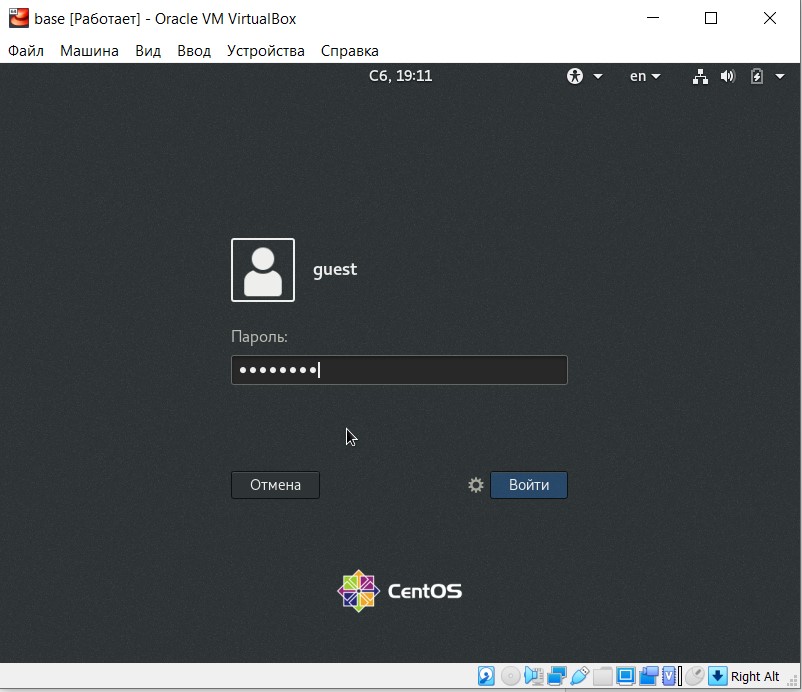 base [Работает] - Oracle VM VirtualBox
Файл Машина Вид Ввод Устройства Справка
Сб, 19:11 en
guest
Пароль:
••••••••
Отмена Войти
CentOS
Right Alt